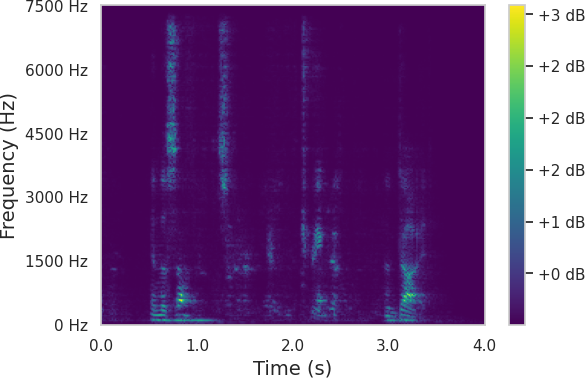 7500 Hz
6000 Hz
4500 Hz
3000 Hz
1500 Hz
0 Hz
Frequency (Hz)
0.0 1.0 2.0 3.0 4.0
Time (s)
+3 dB
+2 dB
+2 dB
+2 dB
+1 dB
+0 dB